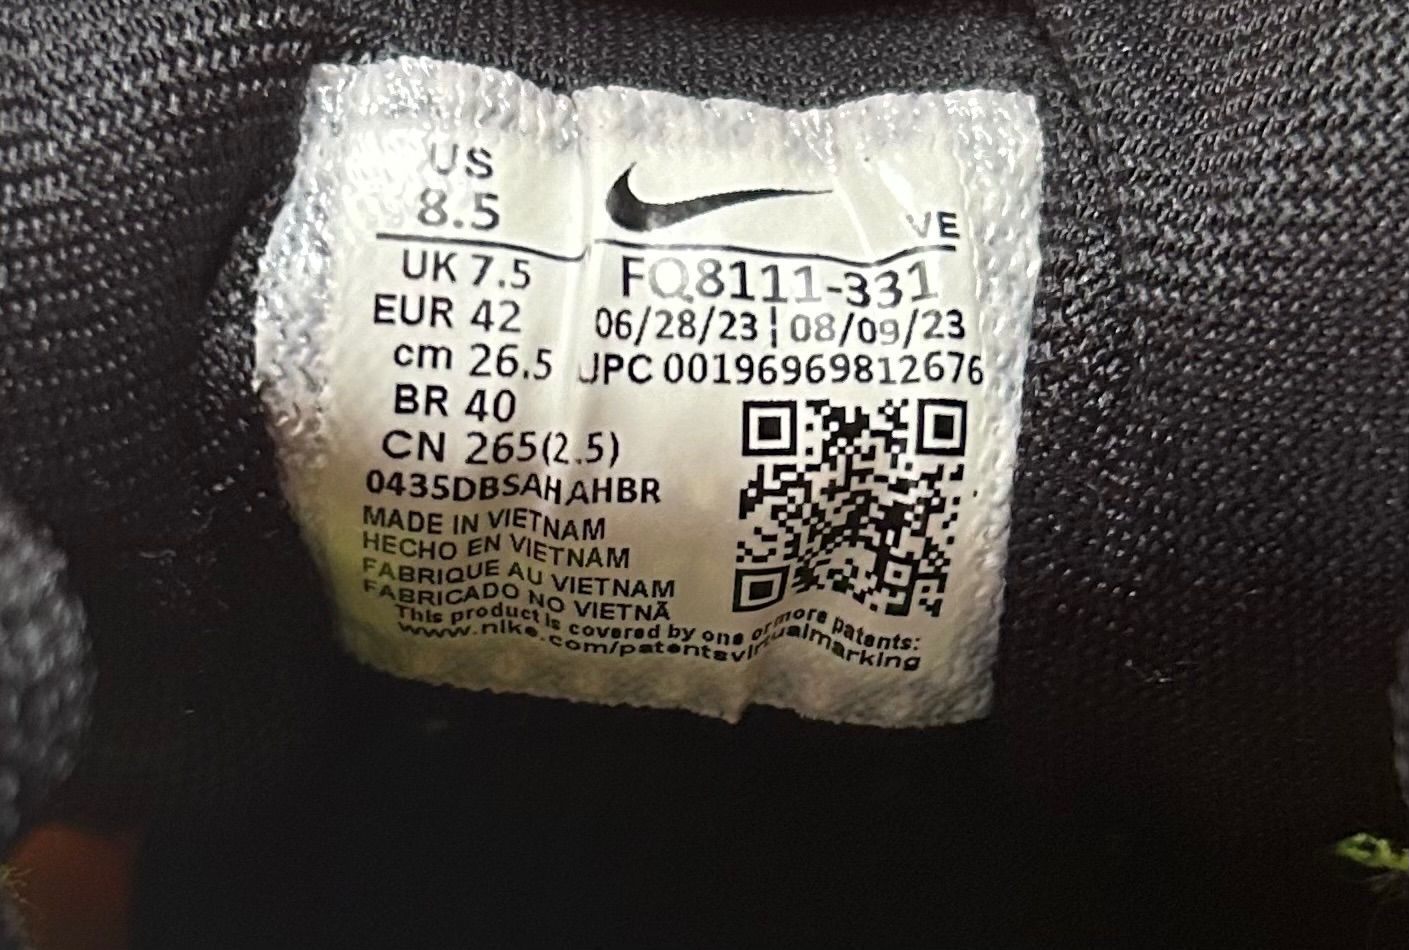 US
8.5
VE
UK 7.5
EUR 42
cm 26.5
BR 40
CN 265(2.5)
FQ8111-331
06/28/23 | 08/09/23
UPC 00196969812676
0435DBSAHAHBR
MADE IN VIETNAM
HECHO EN VIETNAM
FABRIQUE AU VIETNAM
FABRICADO NO VIETNÃ
This product is covered by one or more patents:
www.nike.com/patentsvirtualmarking